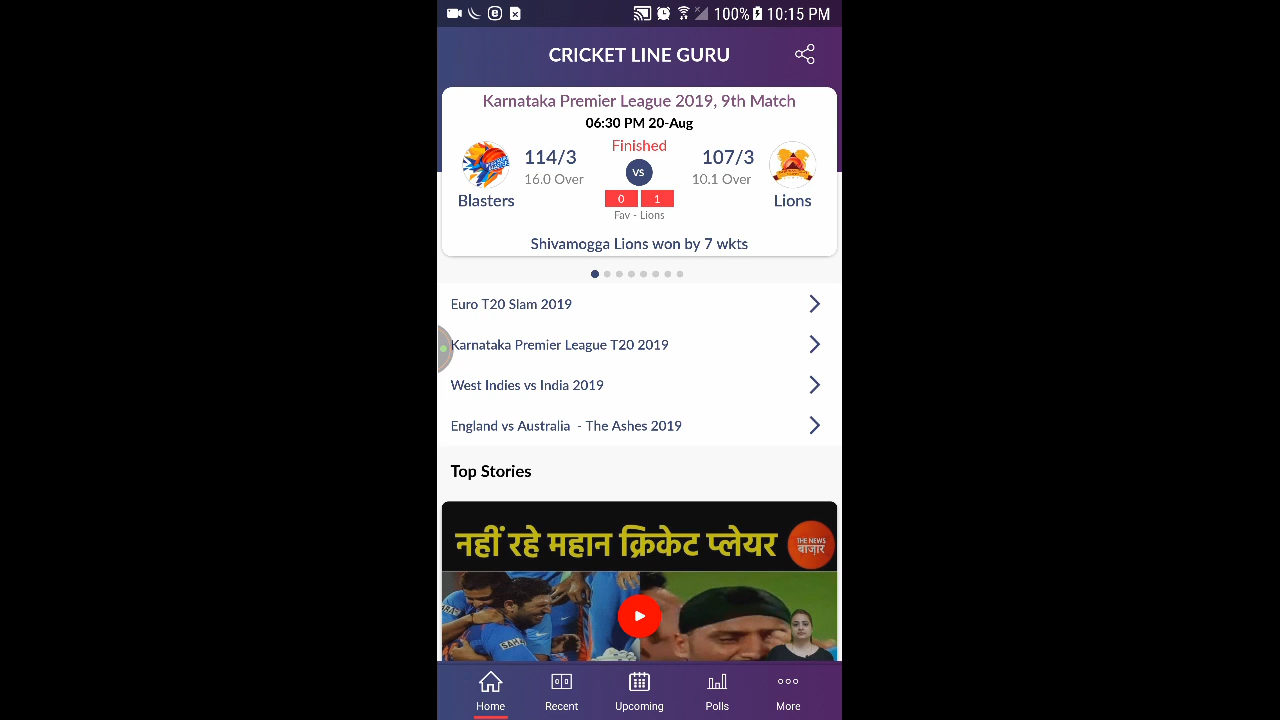 100% 10:15 PM
CRICKET LINE GURU
Karnataka Premier League 2019, 9th Match
06:30 PM 20-Aug
Finished
114/3
107/3
VS
16.0 Over
10.1 Over
0 1
Blasters
Lions
Fav - Lions
Shivamogga Lions won by 7 wkts
Euro T20 Slam 2019
Karnataka Premier League T20 2019
West Indies vs India 2019
England vs Australia - The Ashes 2019
Top Stories
नहीं रहे महान क्रिकेट प्लेयर
THE NEWS
बाज़ार
Home Recent Upcoming Polls More